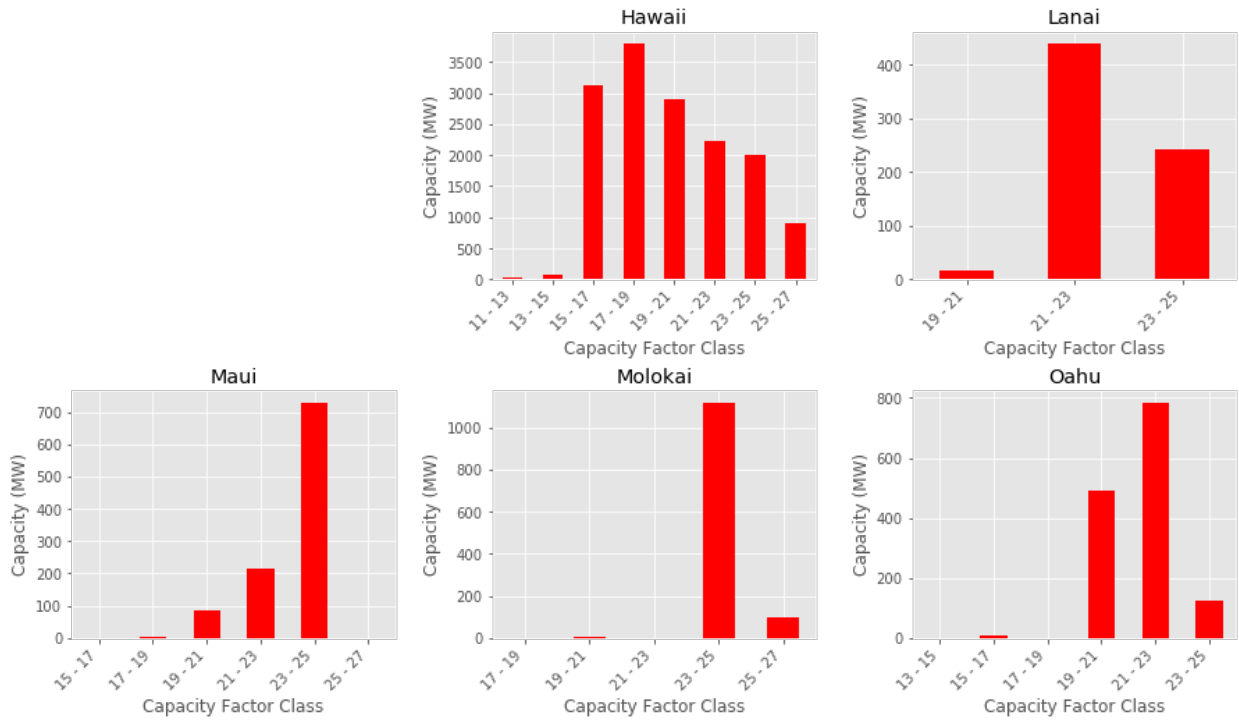 Hawaii
Capacity (MW)
3500
3000
2500
2000
1500
1000
500
0
11 - 13
13 - 15
15 - 17
17 - 19
19 - 21
21 - 23
23 - 25
25 - 27
Capacity Factor Class
Lanai
Capacity (MW)
400
300
200
100
0
19 - 21
21 - 23
23 - 25
Capacity Factor Class
Maui
Capacity (MW)
700
600
500
400
300
200
100
0
15 - 17
17 - 19
19 - 21
21 - 23
23 - 25
25 - 27
Capacity Factor Class
Molokai
Capacity (MW)
1000
800
600
400
200
0
17 - 19
19 - 21
21 - 23
23 - 25
25 - 27
Capacity Factor Class
Oahu
Capacity (MW)
800
600
400
200
0
13 - 15
15 - 17
17 - 19
19 - 21
21 - 23
23 - 25
Capacity Factor Class